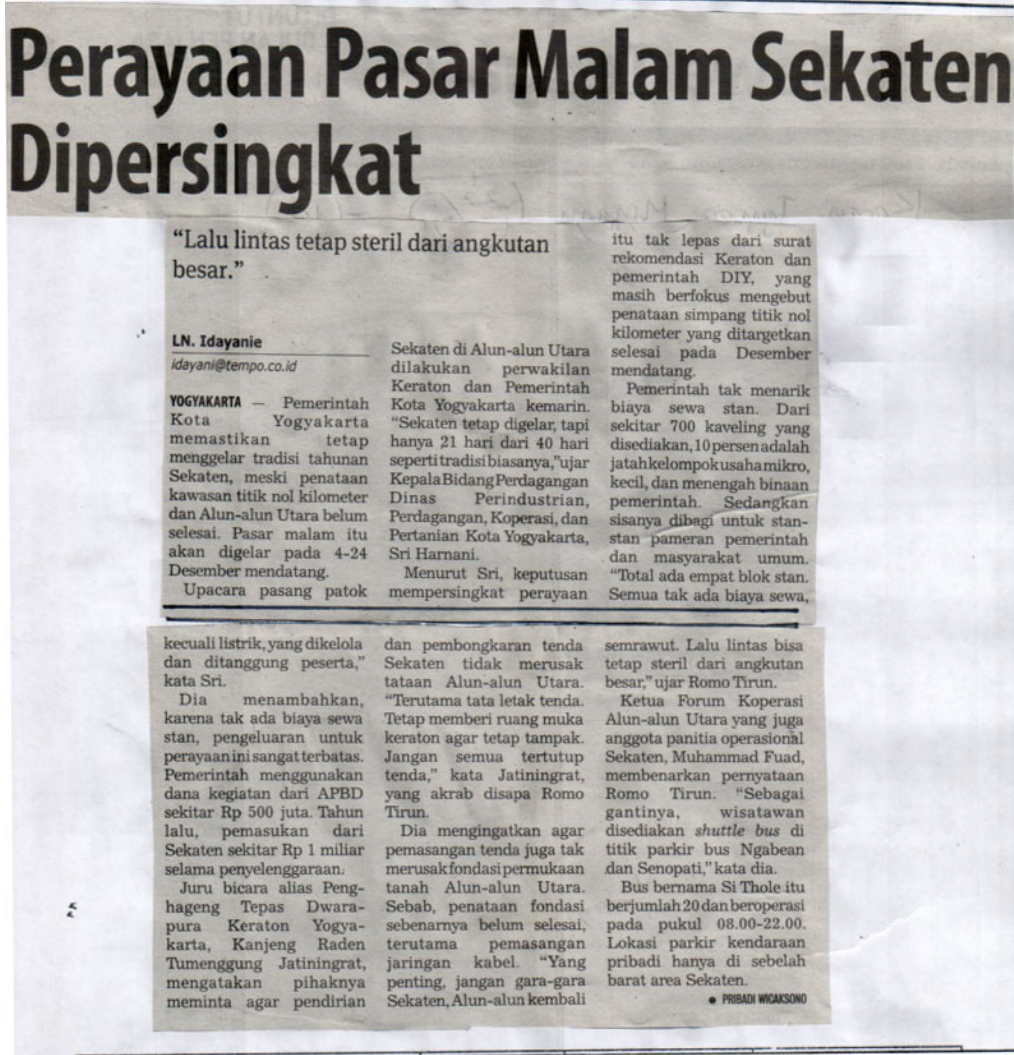 Perayaan Pasar Malam Sekaten
Dipersingkat
“Lalu lintas tetap steril dari angkutan
besar.”
LN. Idayanie
idayani@tempo.co.id
YOGYAKARTA — Pemerintah
Kota Yogyakarta
memastikan tetap
menggelar tradisi tahunan
Sekaten, meski penataan
kawasan titik nol kilometer
dan Alun-alun Utara belum
selesai. Pasar malam itu
akan digelar pada 4-24
Desember mendatang.
Upacara pasang patok
Sekaten di Alun-alun Utara
dilakukan perwakilan
Keraton dan Pemerintah
Kota Yogyakarta kemarin.
“Sekaten tetap digelar, tapi
hanya 21 hari dari 40 hari
seperti tradisi biasanya,”ujar
Kepala Bidang Perdagangan
Dinas Perindustrian,
Perdagangan, Koperasi, dan
Pertanian Kota Yogyakarta,
Sri Harnani.
Menurut Sri, keputusan
mempersingkat perayaan
itu tak lepas dari surat
rekomendasi Keraton dan
pemerintah DIY, yang
masih berfokus mengebut
penataan simpang titik nol
kilometer yang ditargetkan
selesai pada Desember
mendatang.
Pemerintah tak menarik
biaya sewa stan. Dari
sekitar 700 kaveling yang
disediakan, 10 persen adalah
jatah kelompok usaha mikro,
kecil, dan menengah binaan
pemerintah. Sedangkan
sisanya dibagi untuk stan-
stan pameran pemerintah
dan masyarakat umum.
“Total ada empat blok stan.
Semua tak ada biaya sewa,
kecuali listrik, yang dikelola
dan ditanggung peserta,”
kata Sri.
Dia menambahkan,
karena tak ada biaya sewa
stan, pengeluaran untuk
perayaan ini sangat terbatas.
Pemerintah menggunakan
dana kegiatan dari APBD
sekitar Rp 500 juta. Tahun
lalu, pemasukan dari
Sekaten sekitar Rp 1 miliar
selama penyelenggaraan.
Juru bicara alias Peng-
hageng Tepas Dwara-
pura Keraton Yogya-
karta, Kanjeng Raden
Tumenggung Jatiningrat,
mengatakan pihaknya
meminta agar pendirian
dan pembongkaran tenda
Sekaten tidak merusak
tataan Alun-alun Utara.
“Terutama tata letak tenda.
Tetap memberi ruang muka
keraton agar tetap tampak.
Jangan semua tertutup
tenda,” kata Jatiningrat,
yang akrab disapa Romo
Tirun.
Dia mengingatkan agar
pemasangan tenda juga tak
merusak fondasi permukaan
tanah Alun-alun Utara.
Sebab, penataan fondasi
sebenarnya belum selesai,
terutama pemasangan
jaringan kabel. “Yang
penting, jangan gara-gara
Sekaten, Alun-alun kembali
semrawut. Lalu lintas bisa
tetap steril dari angkutan
besar,” ujar Romo Tirun.
Ketua Forum Koperasi
Alun-alun Utara yang juga
anggota panitia operasional
Sekaten, Muhammad Fuad,
membenarkan pernyataan
Romo Tirun. “Sebagai
gantinya, wisatawan
disediakan shuttle bus di
titik parkir bus Ngabean
dan Senopati,” kata dia.
Bus bernama Si Thole itu
berjumlah 20 dan beroperasi
pada pukul 08.00-22.00.
Lokasi parkir kendaraan
pribadi hanya di sebelah
barat area Sekaten.
● PRIBADI WICAKSONO